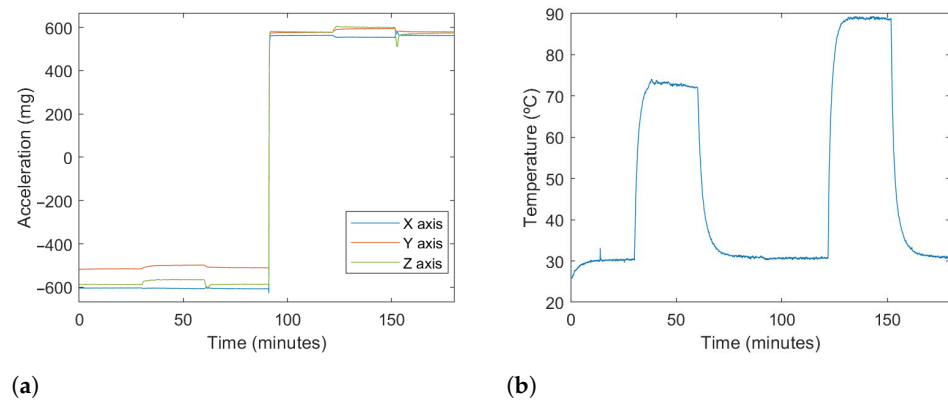 600
400
200
0
−200
−400
−600
Acceleration (mg)
X axis
Y axis
Z axis
0
50
100
150
Time (minutes)
(a)
90
80
70
60
50
40
30
20
Temperature (ºC)
0
50
100
150
Time (minutes)
(b)